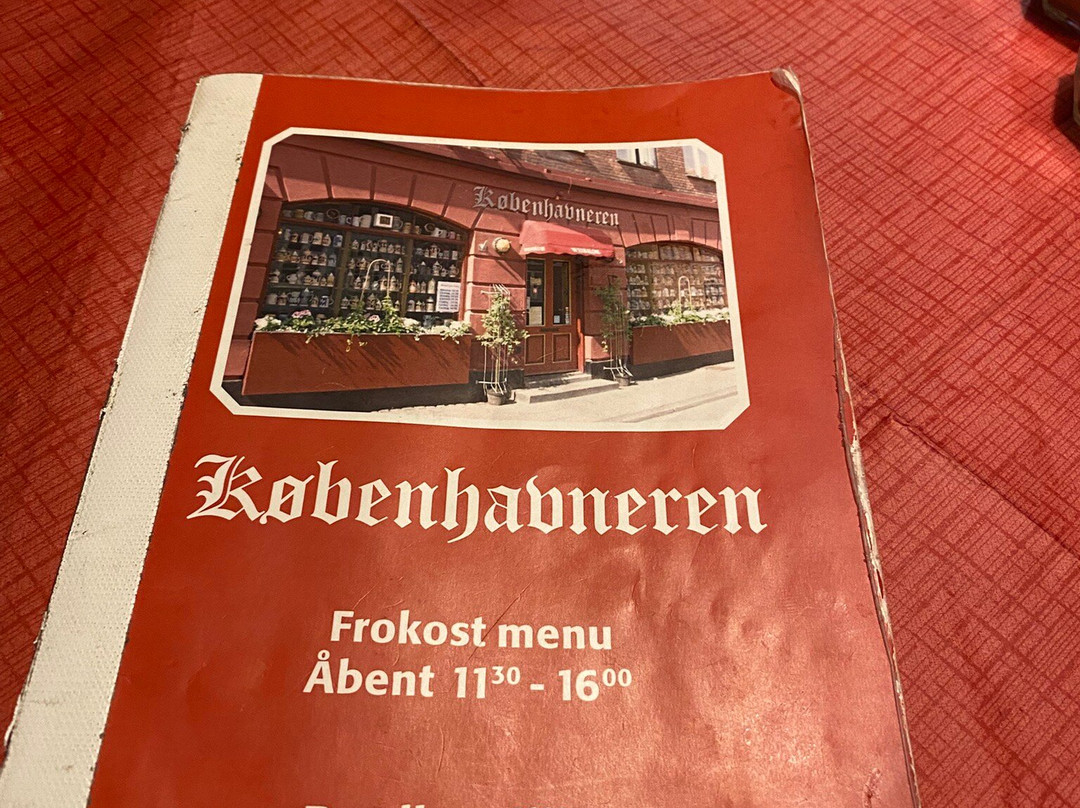 Københavneren
Københavneren
Frokost menu
Åbent 11³⁰ - 16⁰⁰